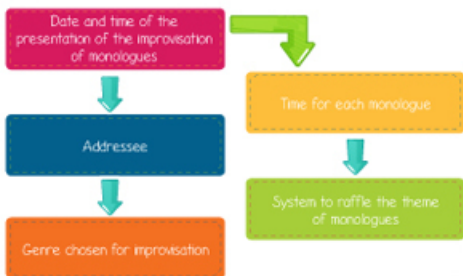 Date and time of the
presentation of the improvisation
of monologues
Addressee
Genre chosen for improvisation
Time for each monologue
System to raffle the theme
of monologues